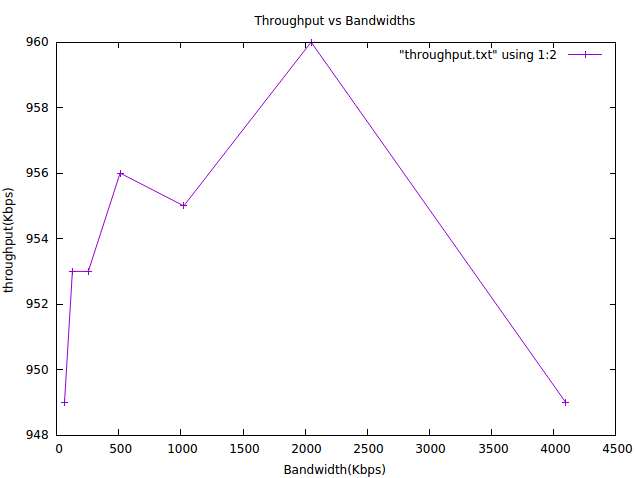 Throughput vs Bandwidths
"throughput.txt" using 1:2
960
958
956
954
952
950
948
throughput(Kbps)
0 500 1000 1500 2000 2500 3000 3500 4000 4500
Bandwidth(Kbps)